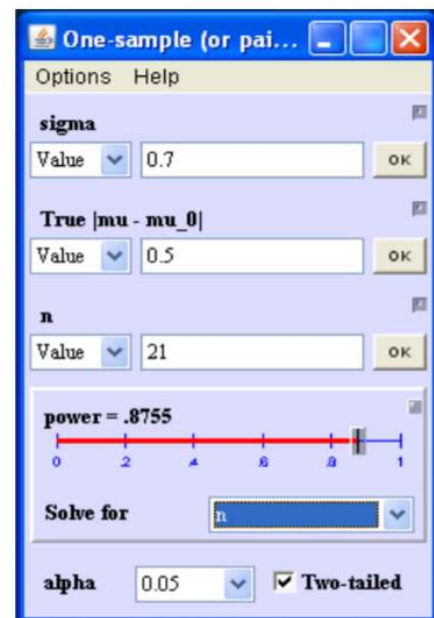 One-sample (or pai...
Options Help
sigma
Value 0.7 OK
True |mu - mu_0|
Value 0.5 OK
n
Value 21 OK
power = .8755
0 .2 .4 .6 .8 1
Solve for n
alpha 0.05 Two-tailed